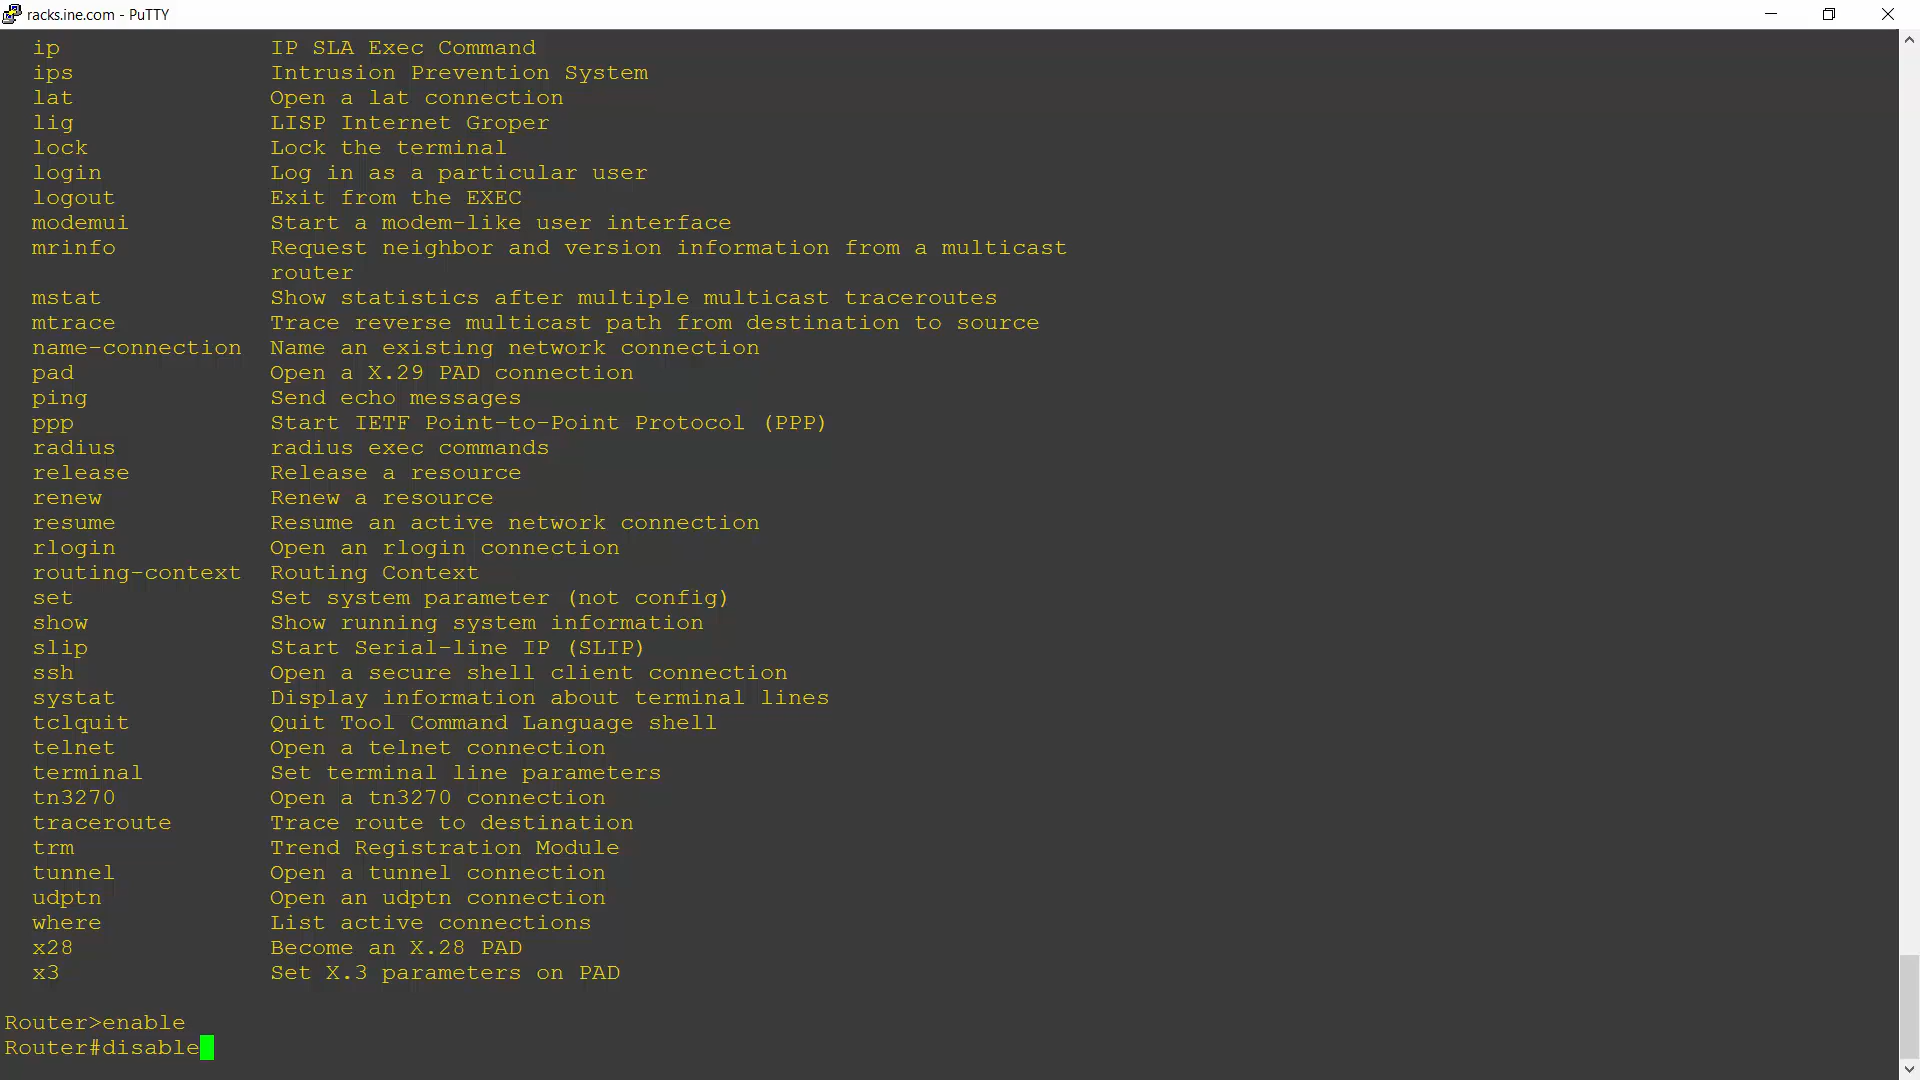 racks.ine.com - PuTTY
ip IP SLA Exec Command
ips Intrusion Prevention System
lat Open a lat connection
lig LISP Internet Groper
lock Lock the terminal
login Log in as a particular user
logout Exit from the EXEC
modemui Start a modem-like user interface
mrinfo Request neighbor and version information from a multicast
router
mstat Show statistics after multiple multicast traceroutes
mtrace Trace reverse multicast path from destination to source
name-connection Name an existing network connection
pad Open a X.29 PAD connection
ping Send echo messages
ppp Start IETF Point-to-Point Protocol (PPP)
radius radius exec commands
release Release a resource
renew Renew a resource
resume Resume an active network connection
rlogin Open an rlogin connection
routing-context Routing Context
set Set system parameter (not config)
show Show running system information
slip Start Serial-line IP (SLIP)
ssh Open a secure shell client connection
systat Display information about terminal lines
tclquit Quit Tool Command Language shell
telnet Open a telnet connection
terminal Set terminal line parameters
tn3270 Open a tn3270 connection
traceroute Trace route to destination
trm Trend Registration Module
tunnel Open a tunnel connection
udptn Open an udptn connection
where List active connections
x28 Become an X.28 PAD
x3 Set X.3 parameters on PAD
Router>enable
Router#disable